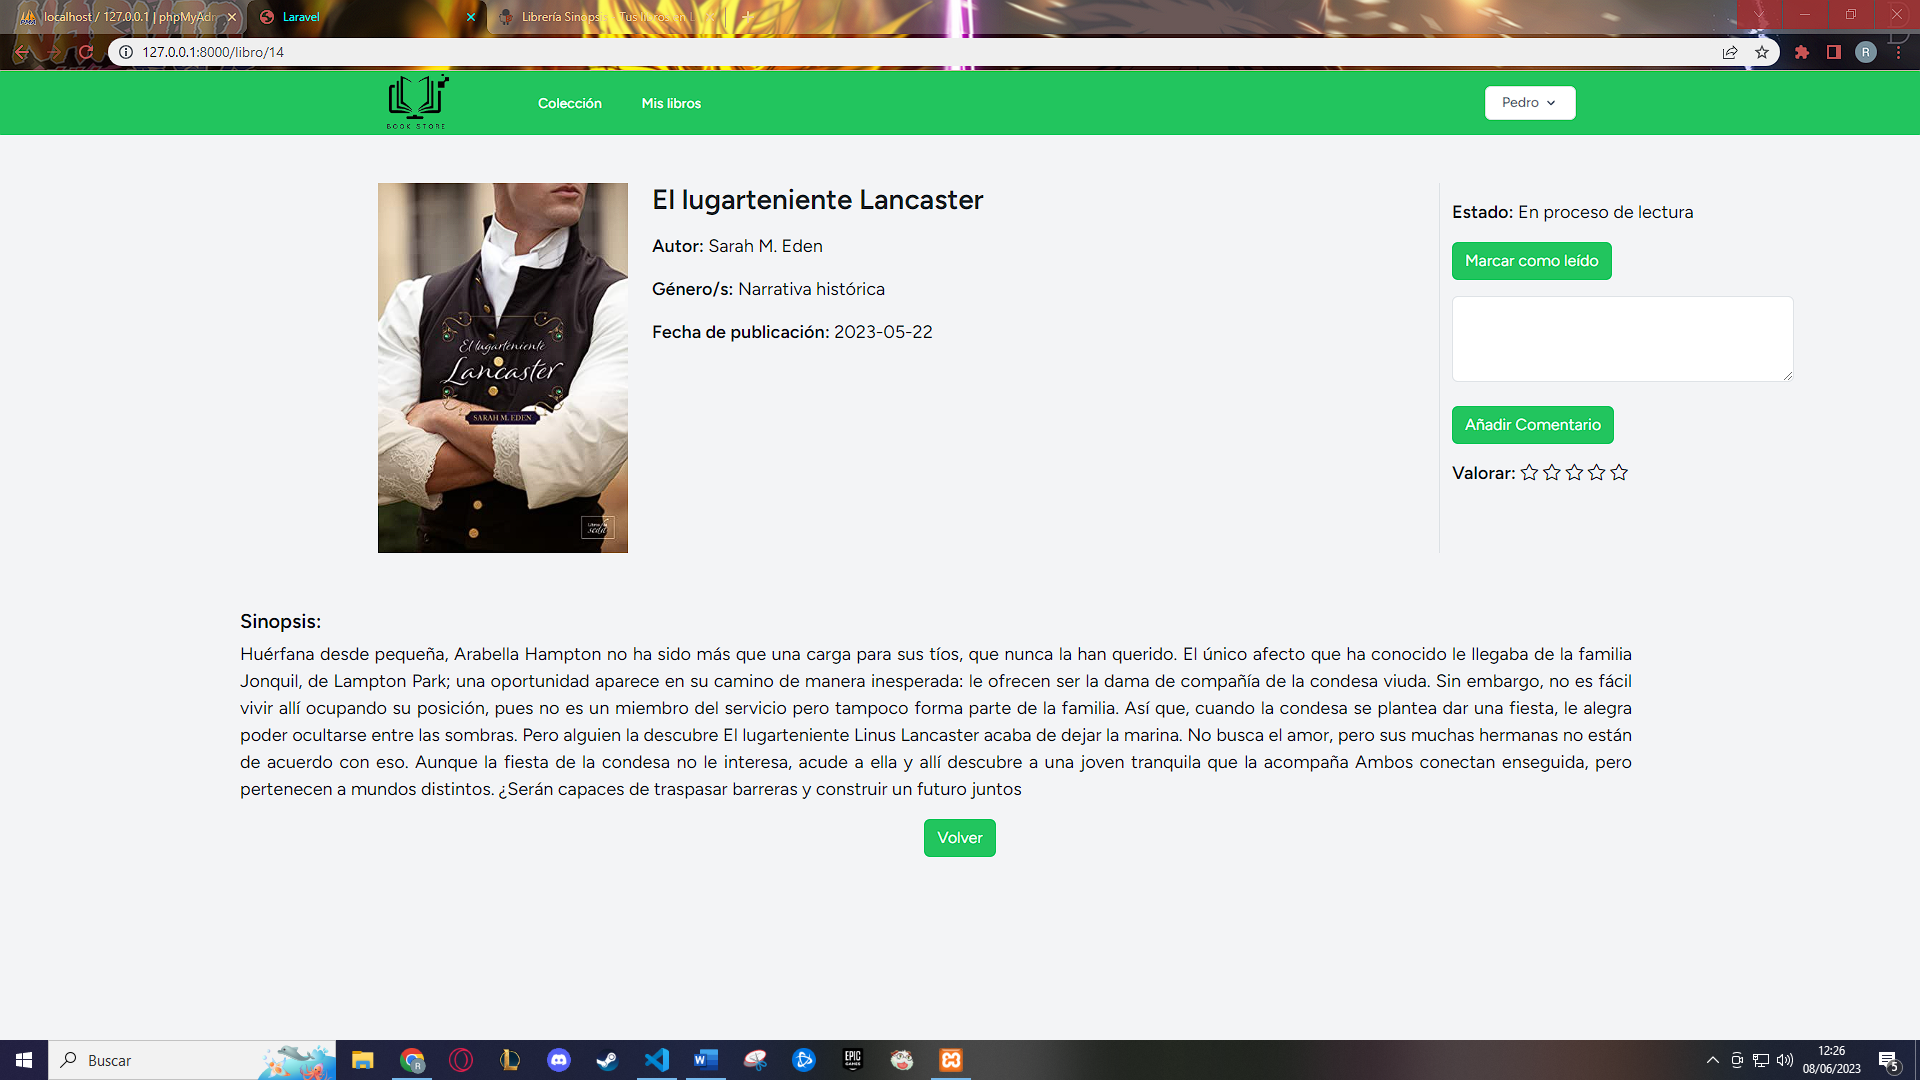 localhost / 127.0.0.1 | phpMyAdm
Laravel
Librería Sinopsis - Tus libros en L
127.0.0.1:8000/libro/14
R
BOOK STORE
Colección
Mis libros
Pedro
El lugarteniente
Lancaster
SARAH M. EDEN
Libros de
seda
El lugarteniente Lancaster
Autor: Sarah M. Eden
Género/s: Narrativa histórica
Fecha de publicación: 2023-05-22
Estado: En proceso de lectura
Marcar como leído
Añadir Comentario
Valorar:
Sinopsis:
Huérfana desde pequeña, Arabella Hampton no ha sido más que una carga para sus tíos, que nunca la han querido. El único afecto que ha conocido le llegaba de la familia
Jonquil, de Lampton Park; una oportunidad aparece en su camino de manera inesperada: le ofrecen ser la dama de compañía de la condesa viuda. Sin embargo, no es fácil
vivir allí ocupando su posición, pues no es un miembro del servicio pero tampoco forma parte de la familia. Así que, cuando la condesa se plantea dar una fiesta, le alegra
poder ocultarse entre las sombras. Pero alguien la descubre El lugarteniente Linus Lancaster acaba de dejar la marina. No busca el amor, pero sus muchas hermanas no están
de acuerdo con eso. Aunque la fiesta de la condesa no le interesa, acude a ella y allí descubre a una joven tranquila que la acompaña Ambos conectan enseguida, pero
pertenecen a mundos distintos. ¿Serán capaces de traspasar barreras y construir un futuro juntos
Volver
Buscar
EPIC
GAMES
12:26
08/06/2023
5